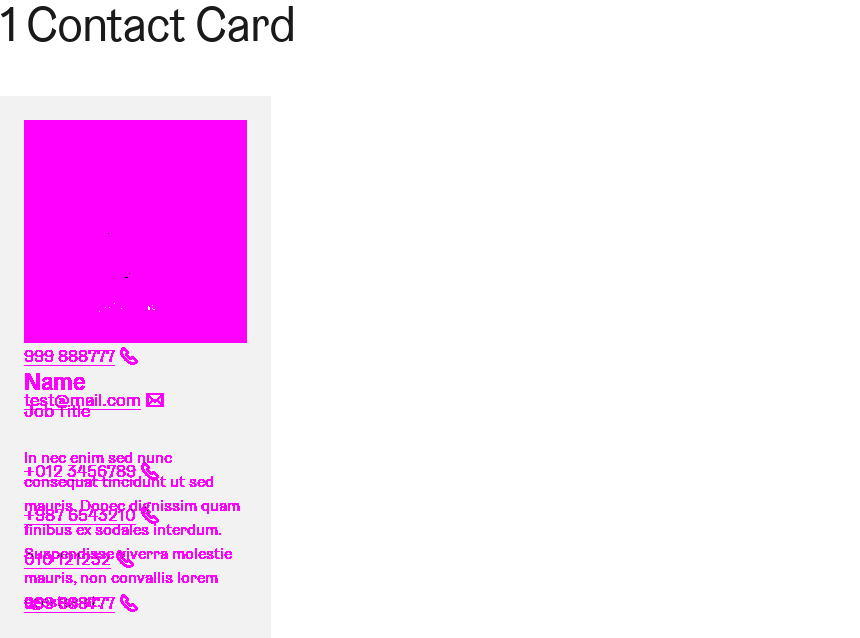 1 Contact Card
999 888777
Name
test@mail.com
Job Title
In nec enim sed nunc
+012 3456789
consequat tincidunt ut sed
mauris. Donec dignissim quam
+987 6543210
finibus ex sodales interdum.
Suspendisse viverra molestie
010 121232
mauris, non convallis lorem
999 888777